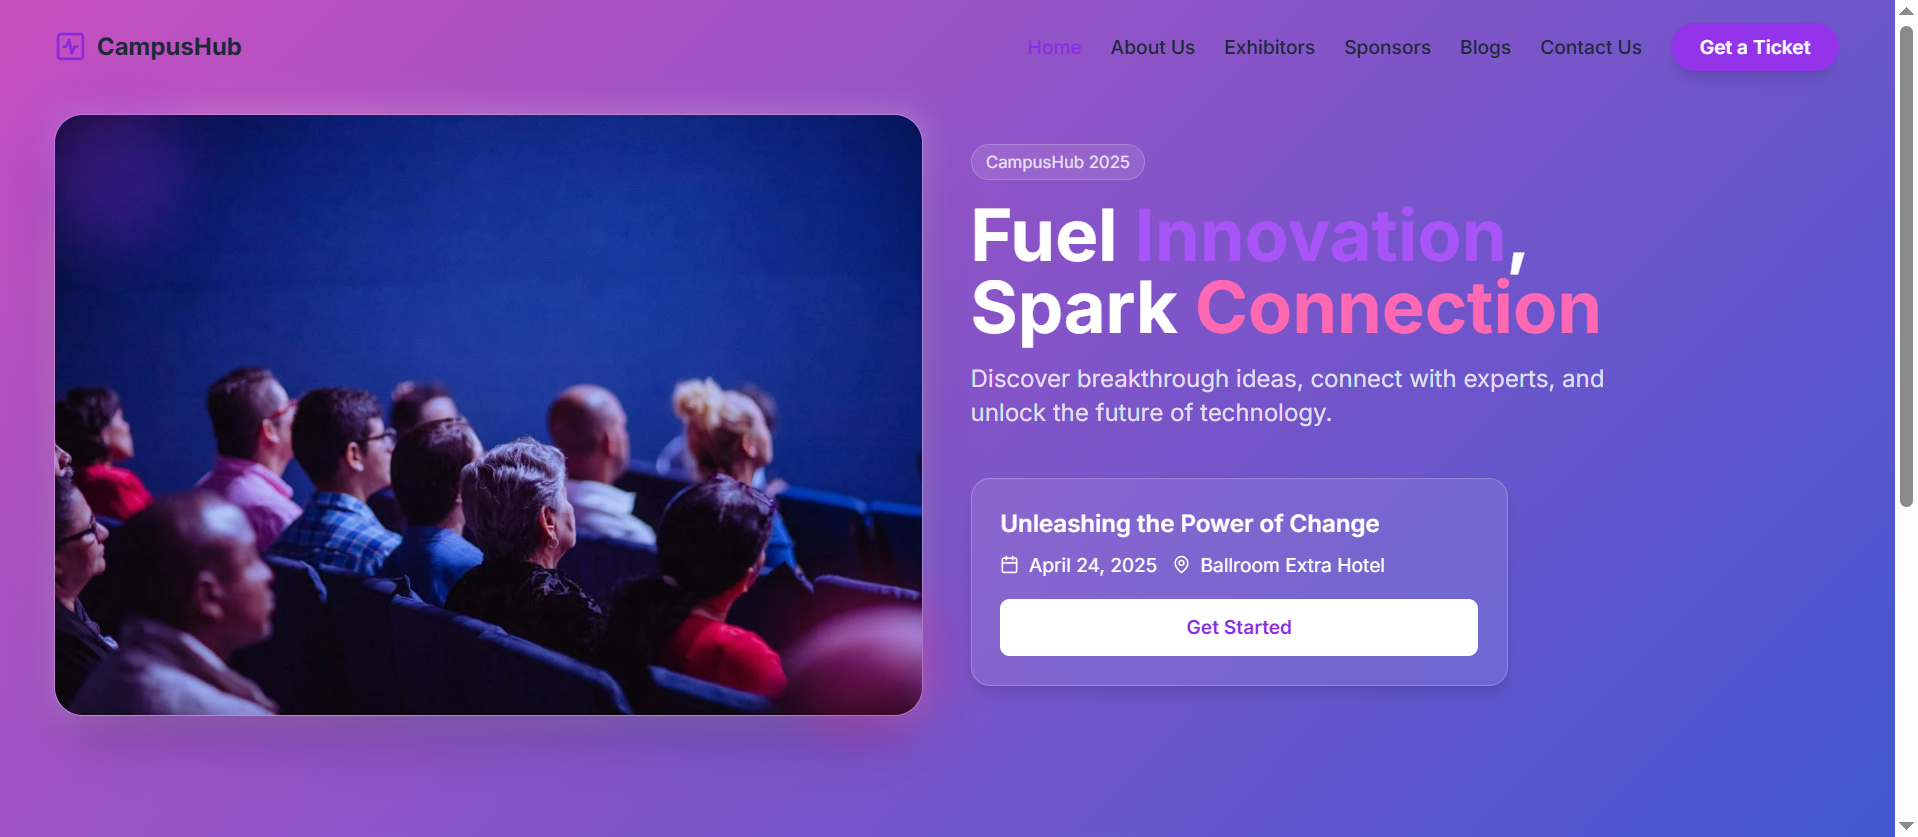 CampusHub
Home About Us Exhibitors Sponsors Blogs Contact Us Get a Ticket
CampusHub 2025
Fuel Innovation,
Spark Connection
Discover breakthrough ideas, connect with experts, and
unlock the future of technology.
Unleashing the Power of Change
April 24, 2025 Ballroom Extra Hotel
Get Started